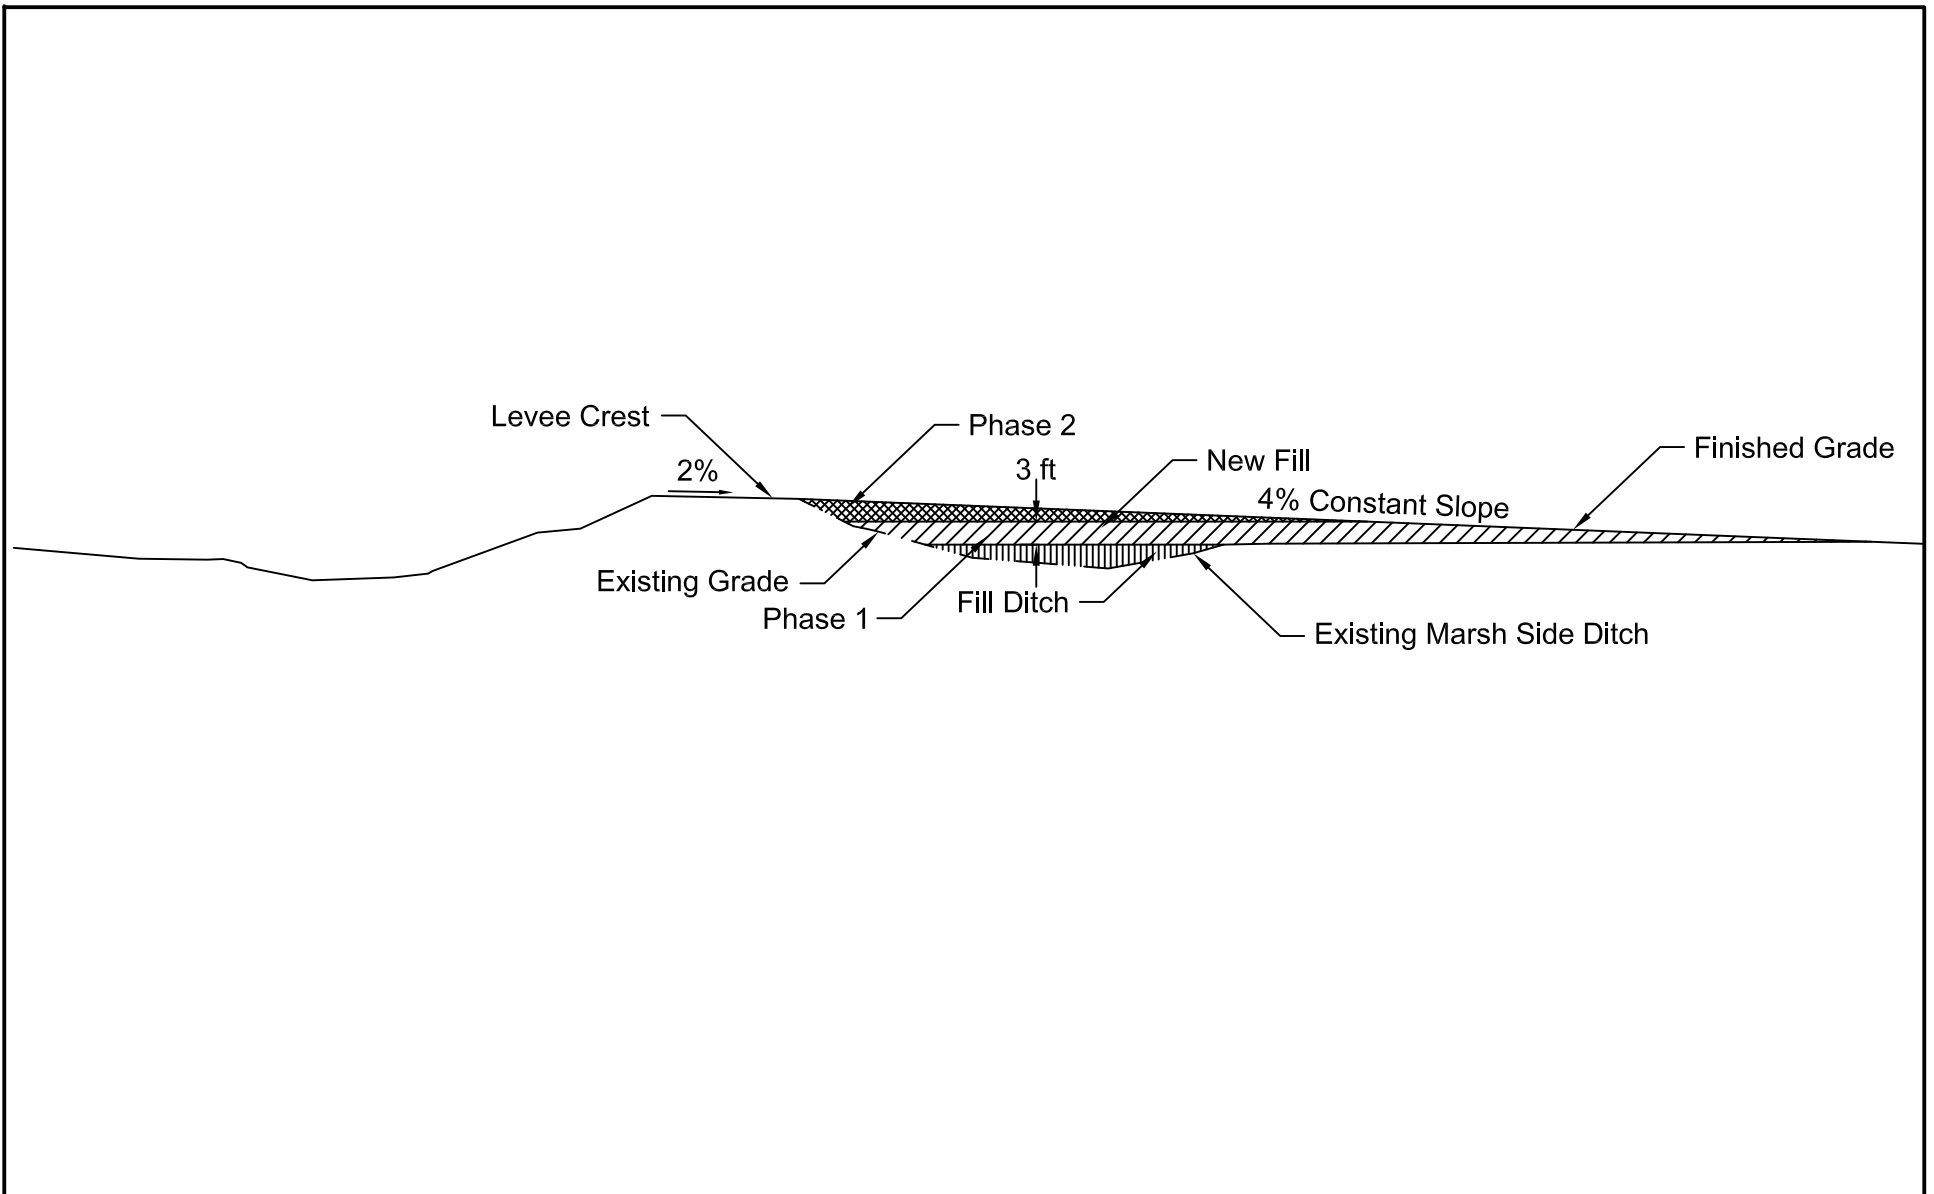 Levee Crest
Phase 2
2%
3 ft
New Fill
Finished Grade
4% Constant Slope
Existing Grade
Phase 1
Fill Ditch
Existing Marsh Side Ditch